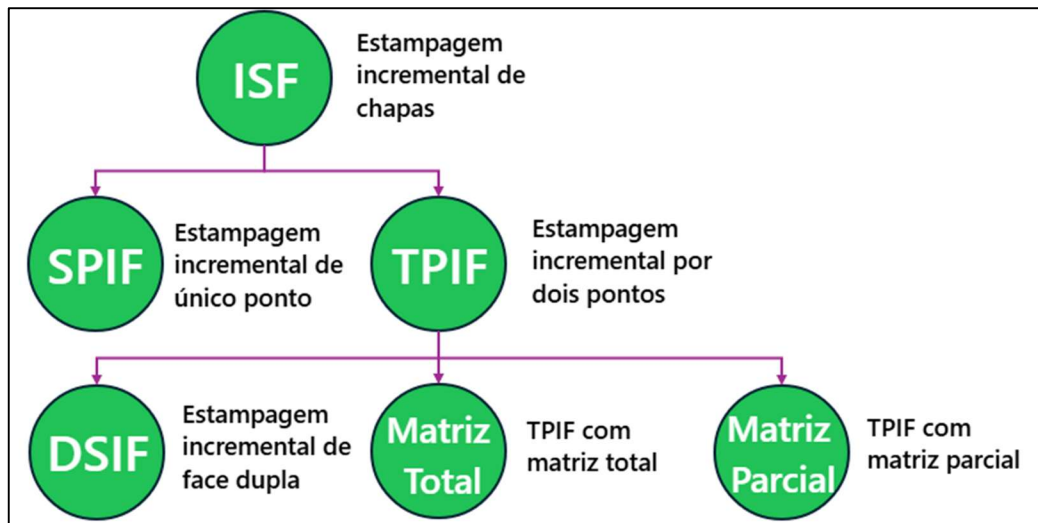 ISF
Estampagem
incremental de
chapas
SPIF
Estampagem
incremental de
único ponto
TPIF
Estampagem
incremental por
dois pontos
DSIF
Estampagem
incremental de
face dupla
Matriz
Total
TPIF com
matriz total
Matriz
Parcial
TPIF com
matriz parcial